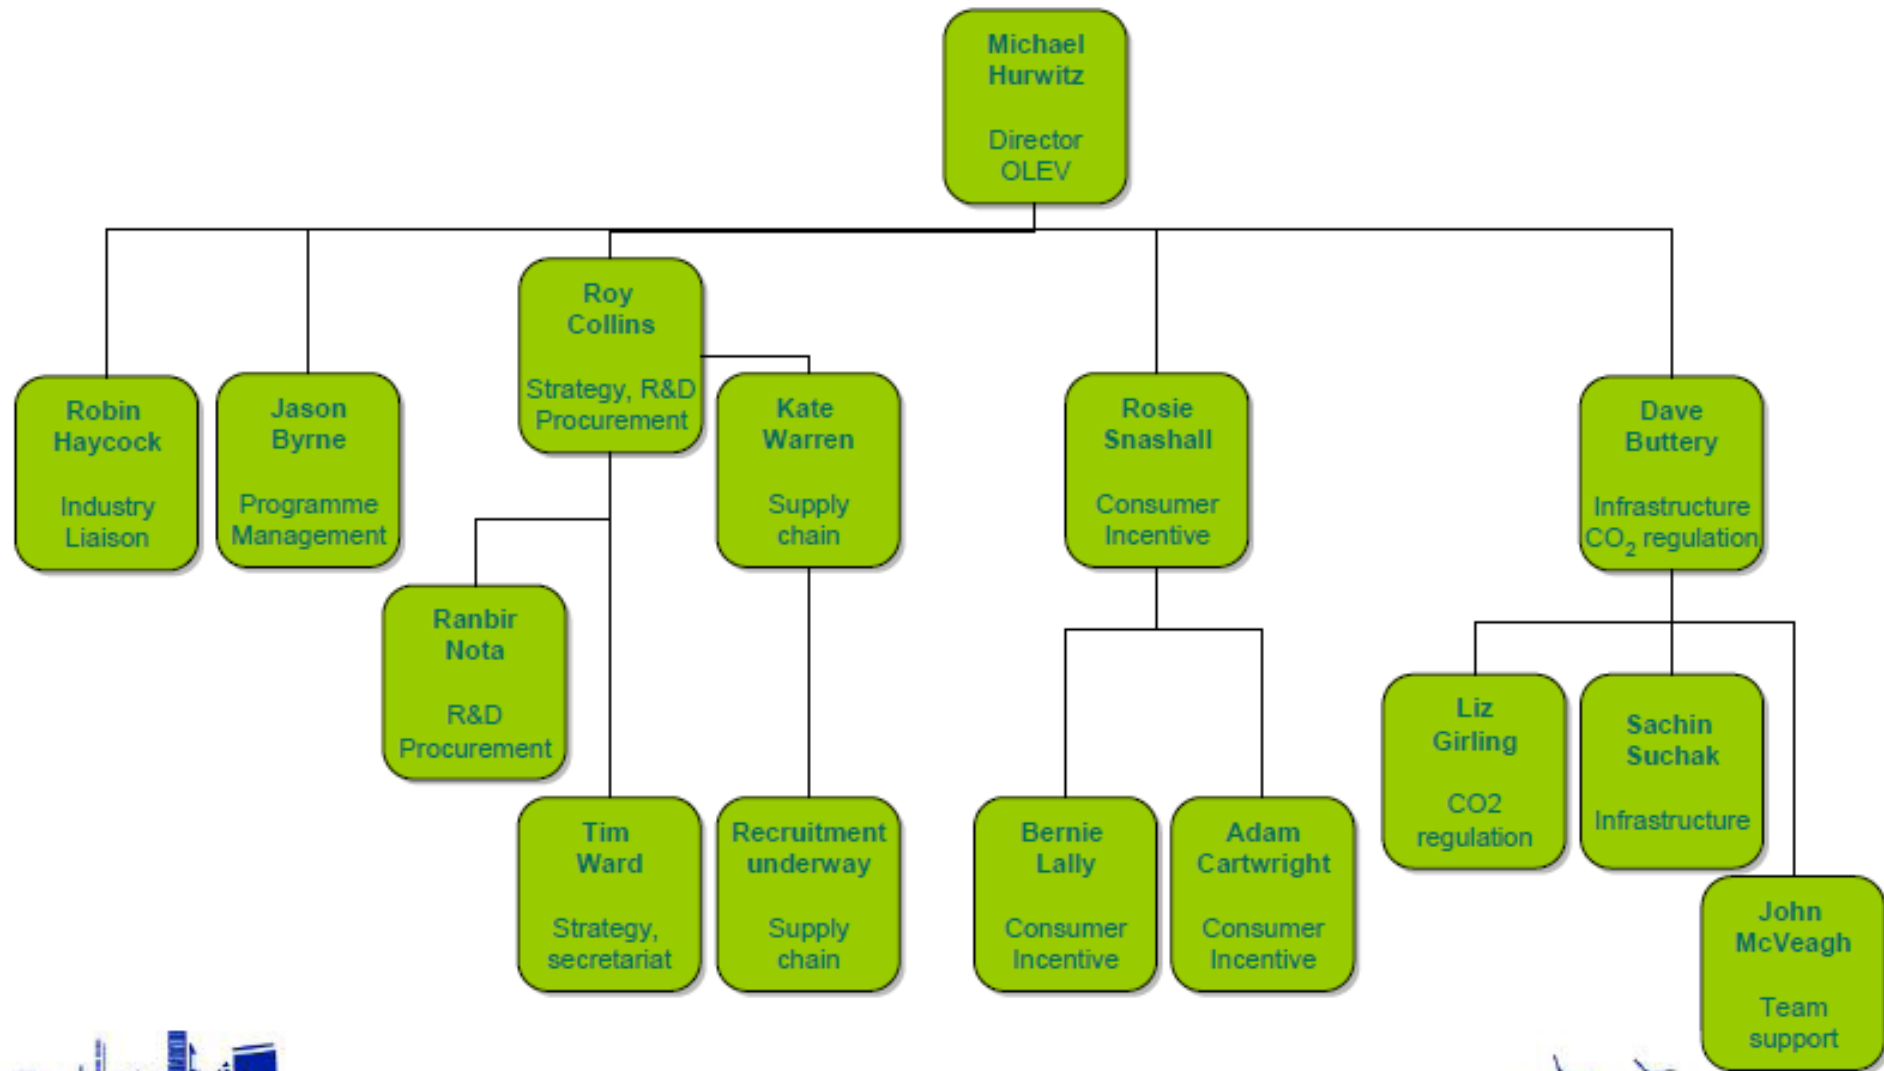 Michael
Hurwitz
Director
OLEV
Roy
Collins
Strategy, R&D
Procurement
Robin
Haycock
Industry
Liaison
Jason
Byrne
Programme
Management
Kate
Warren
Supply
chain
Rosie
Snashall
Consumer
Incentive
Dave
Buttery
Infrastructure
CO₂ regulation
Ranbir
Nota
R&D
Procurement
Liz
Girling
CO2
regulation
Sachin
Suchak
Infrastructure
Tim
Ward
Strategy,
secretariat
Recruitment
underway
Supply
chain
Bernie
Lally
Consumer
Incentive
Adam
Cartwright
Consumer
Incentive
John
McVeagh
Team
support